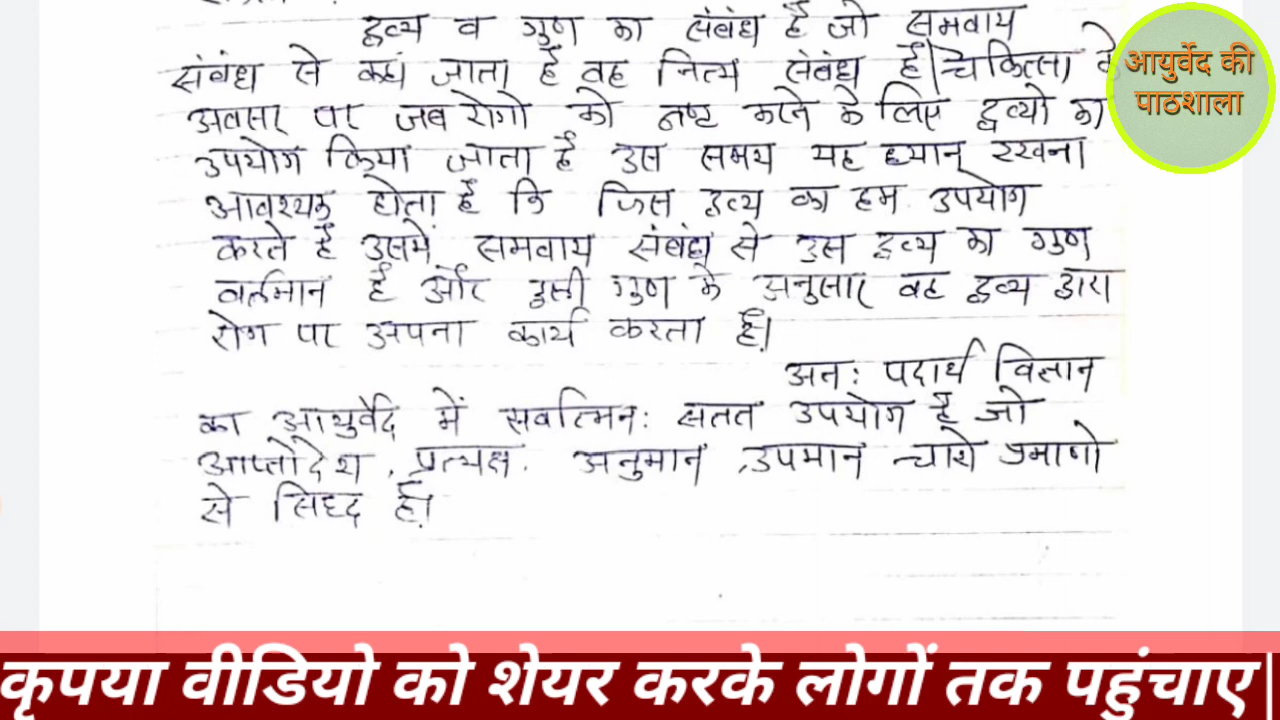 द्रव्य व गुण का संबंध है जो समवाय
संबंध से कहा जाता है वह नित्य संबंध है। चिकित्सा के
अवसर पर जब रोगो को नष्ट करने के लिए द्रव्यो का
उपयोग किया जाता है उस समय यह ध्यान रखना
आवश्यक होता है कि जिस द्रव्य का हम उपयोग
करते है उसमें समवाय संबंध से उस द्रव्य का गुण
वर्तमान है और इसी गुण के अनुसार वह द्रव्य द्वारा
रोग पर अपना कार्य करता है।
अतः पदार्थ विज्ञान
का आयुर्वेद में सर्वात्मनः सतत उपयोग है जो
आप्तोदेश, प्रत्यक्ष, अनुमान, उपमान चारो प्रमाणो
से सिध्द है।
आयुर्वेद की
पाठशाला
कृपया वीडियो को शेयर करके लोगों तक पहुंचाए|